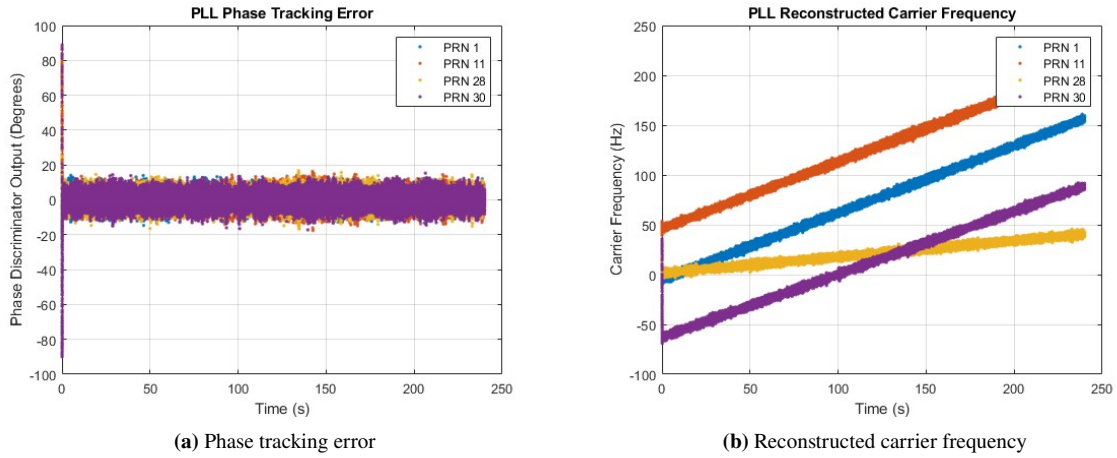 PLL Phase Tracking Error
100
80
60
40
20
0
-20
-40
-60
-80
-100
Phase Discriminator Output (Degrees)
PRN 1
PRN 11
PRN 28
PRN 30
0
50
100
150
200
250
Time (s)
(a) Phase tracking error
PLL Reconstructed Carrier Frequency
250
200
150
100
50
0
-50
-100
Carrier Frequency (Hz)
PRN 1
PRN 11
PRN 28
PRN 30
0
50
100
150
200
250
Time (s)
(b) Reconstructed carrier frequency